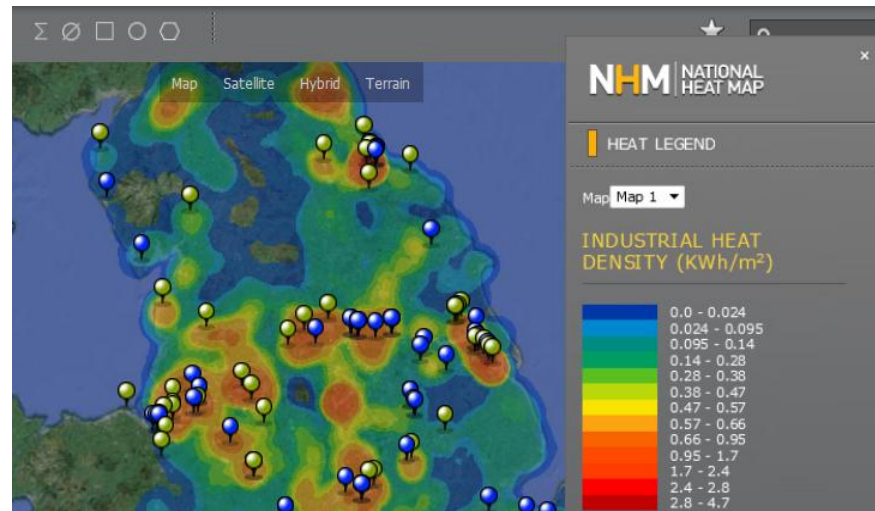 Map Satellite Hybrid Terrain
NHM NATIONAL
HEAT MAP
HEAT LEGEND
Map Map 1
INDUSTRIAL HEAT
DENSITY (KWh/m²)
0.0 - 0.024
0.024 - 0.095
0.095 - 0.14
0.14 - 0.28
0.28 - 0.38
0.38 - 0.47
0.47 - 0.57
0.57 - 0.66
0.66 - 0.95
0.95 - 1.7
1.7 - 2.4
2.4 - 2.8
2.8 - 4.7